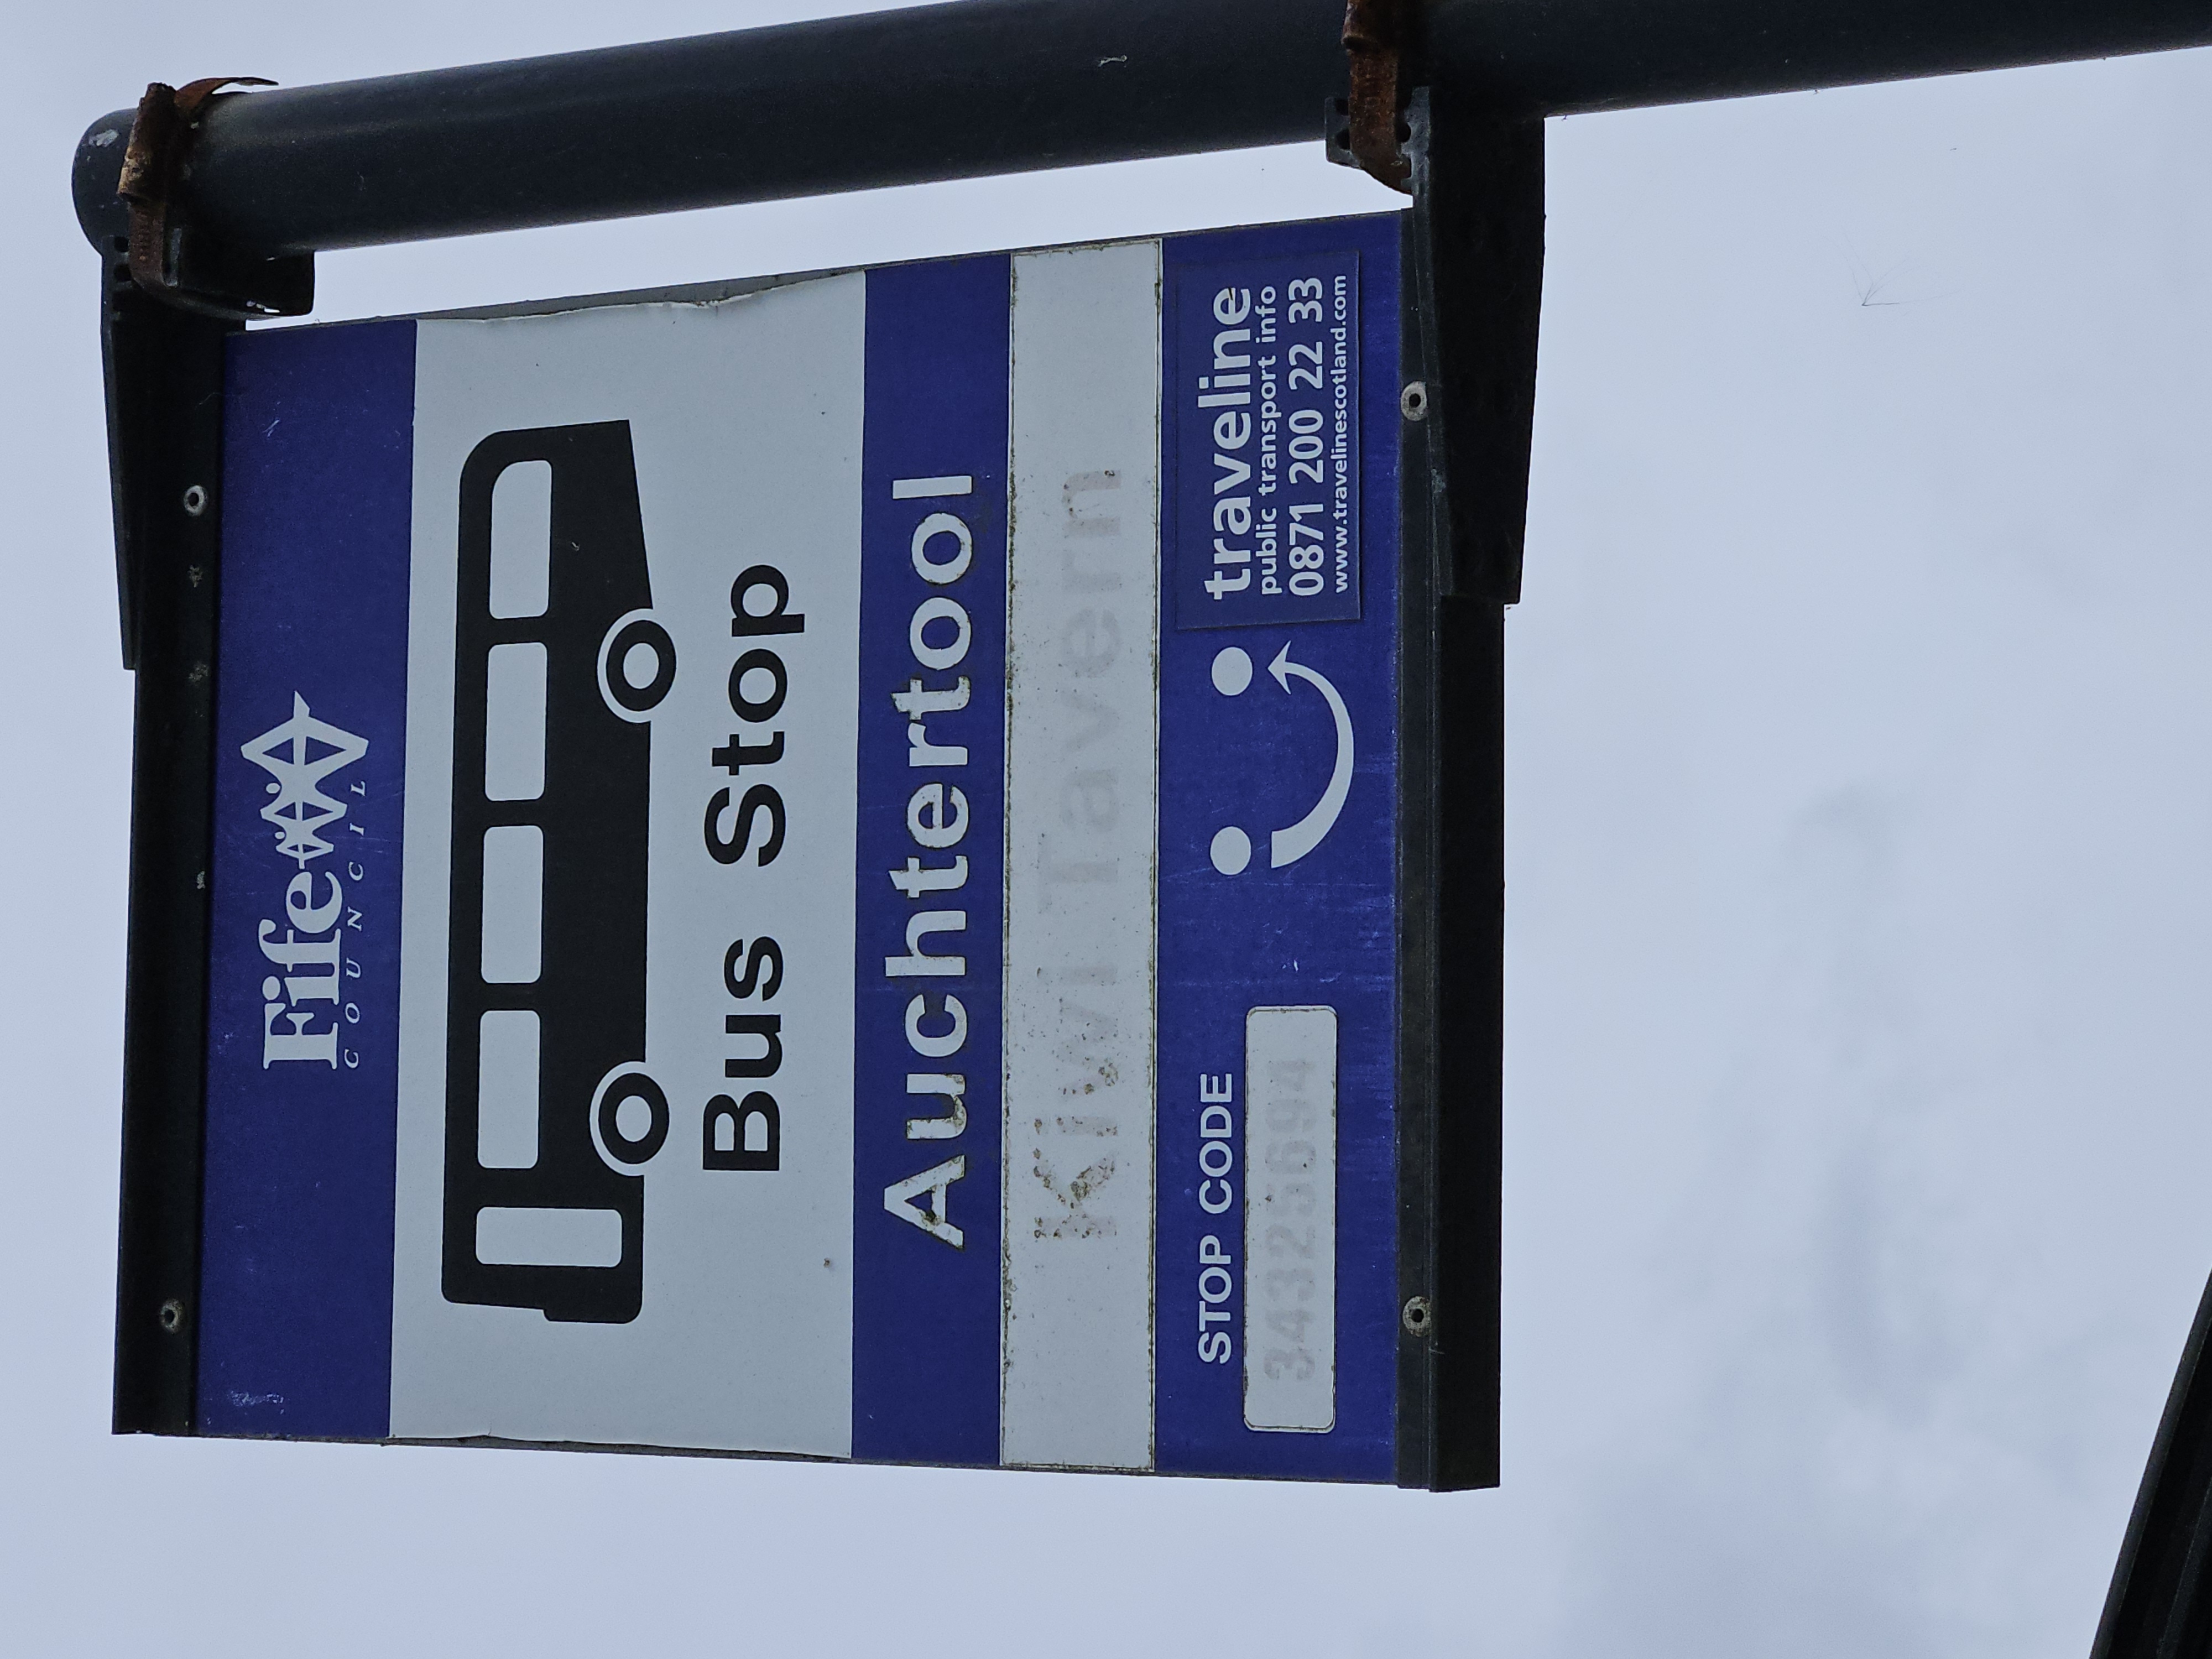 Fife
COUNCIL
Bus Stop
Auchtertool
Kiwi Tavern
STOP CODE
34325694
traveline
public transport info
0871 200 22 33
www.travelinescotland.com